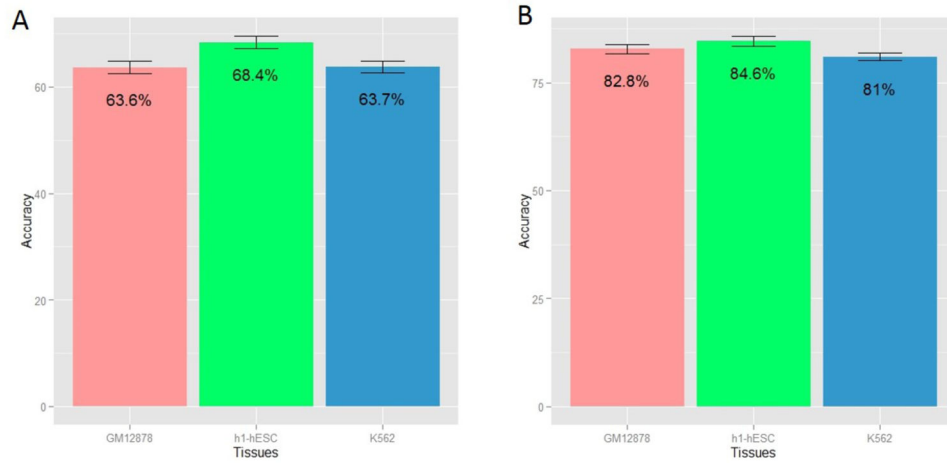 A
Accuracy
60
40
20
0
63.6%
68.4%
63.7%
GM12878
h1-hESC
K562
Tissues
B
Accuracy
75
50
25
0
82.8%
84.6%
81%
GM12878
h1-hESC
K562
Tissues